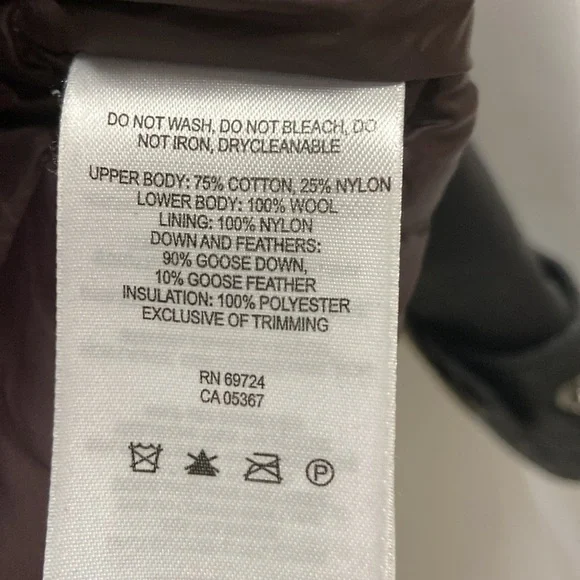 DO NOT WASH, DO NOT BLEACH, DO
NOT IRON, DRYCLEANABLE
UPPER BODY: 75% COTTON, 25% NYLON
LOWER BODY: 100% WOOL
LINING: 100% NYLON
DOWN AND FEATHERS:
90% GOOSE DOWN,
10% GOOSE FEATHER
INSULATION: 100% POLYESTER
EXCLUSIVE OF TRIMMING
RN 69724
CA 05367
P